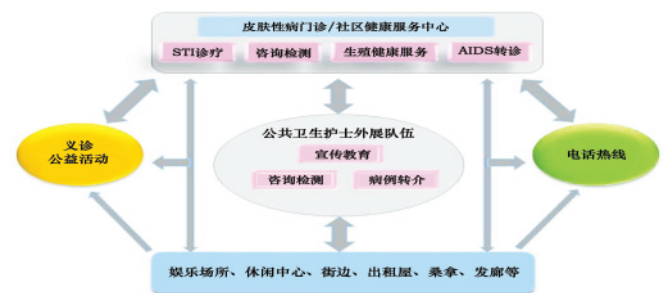 皮肤性病门诊/社区健康服务中心
STI诊疗 咨询检测 生殖健康服务 AIDS转诊
义诊
公益活动
公共卫生护士外展队伍
宣传教育
咨询检测 病例转介
电话热线
娱乐场所、休闲中心、街边、出租屋、桑拿、发廊等